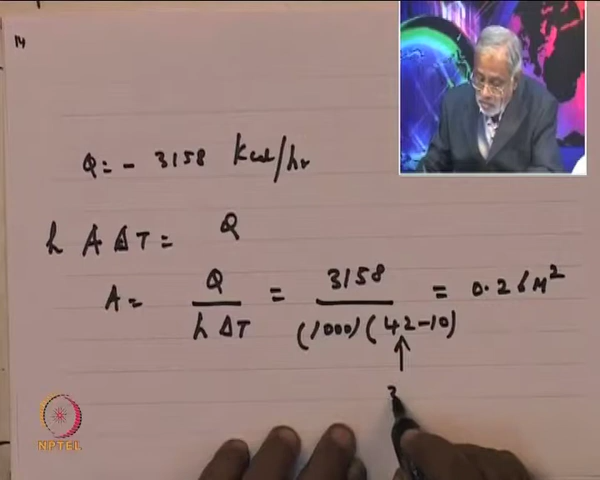 14
Q = - 3158 Kcal/hr
h A ΔT = Q
A = Q / h ΔT = 3158 / (1000) (42-10) = 0.26 M²
↑
NPTEL